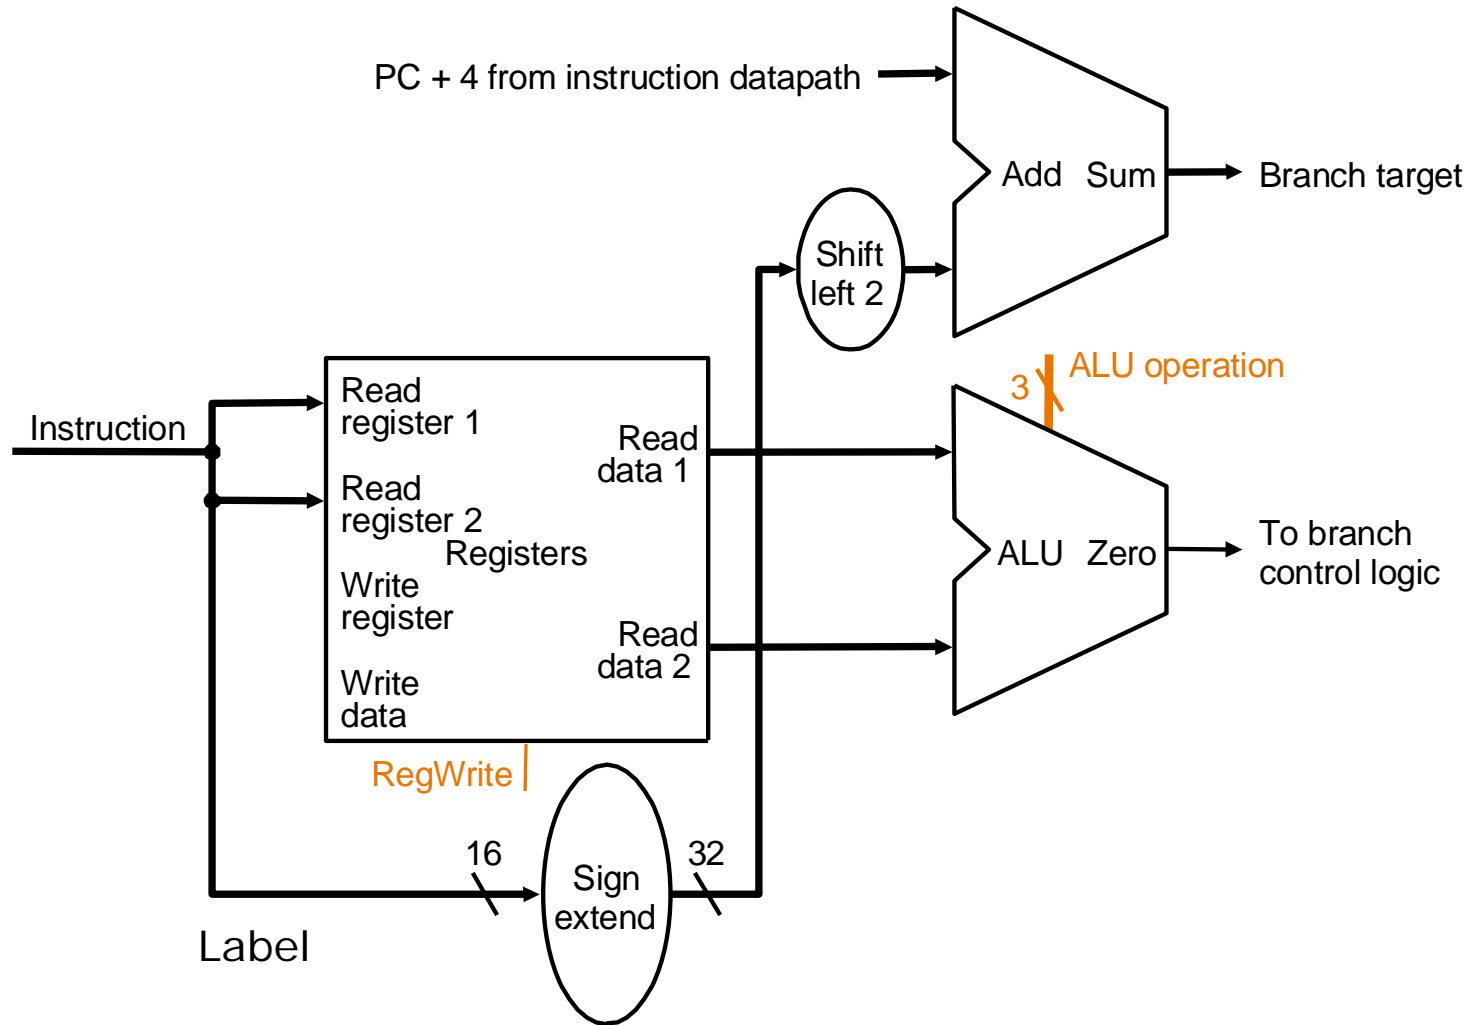 PC + 4 from instruction datapath
Add Sum
Branch target
Shift
left 2
ALU operation
3
Instruction
Read
register 1
Read
data 1
Read
register 2
Registers
ALU Zero
To branch
control logic
Write
register
Read
data 2
Write
data
RegWrite
16
32
Sign
extend
Label